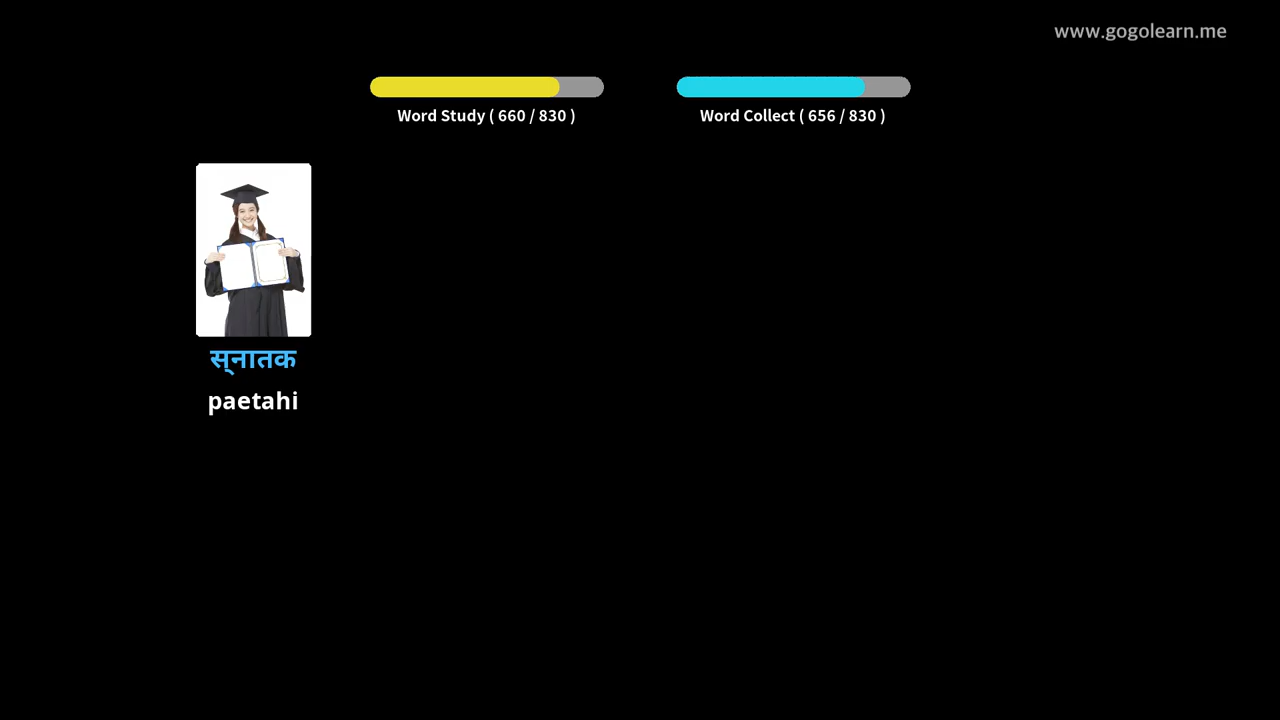 www.gogolearn.me
Word Study ( 660 / 830 )
Word Collect ( 656 / 830 )
स्नातक
paetahi